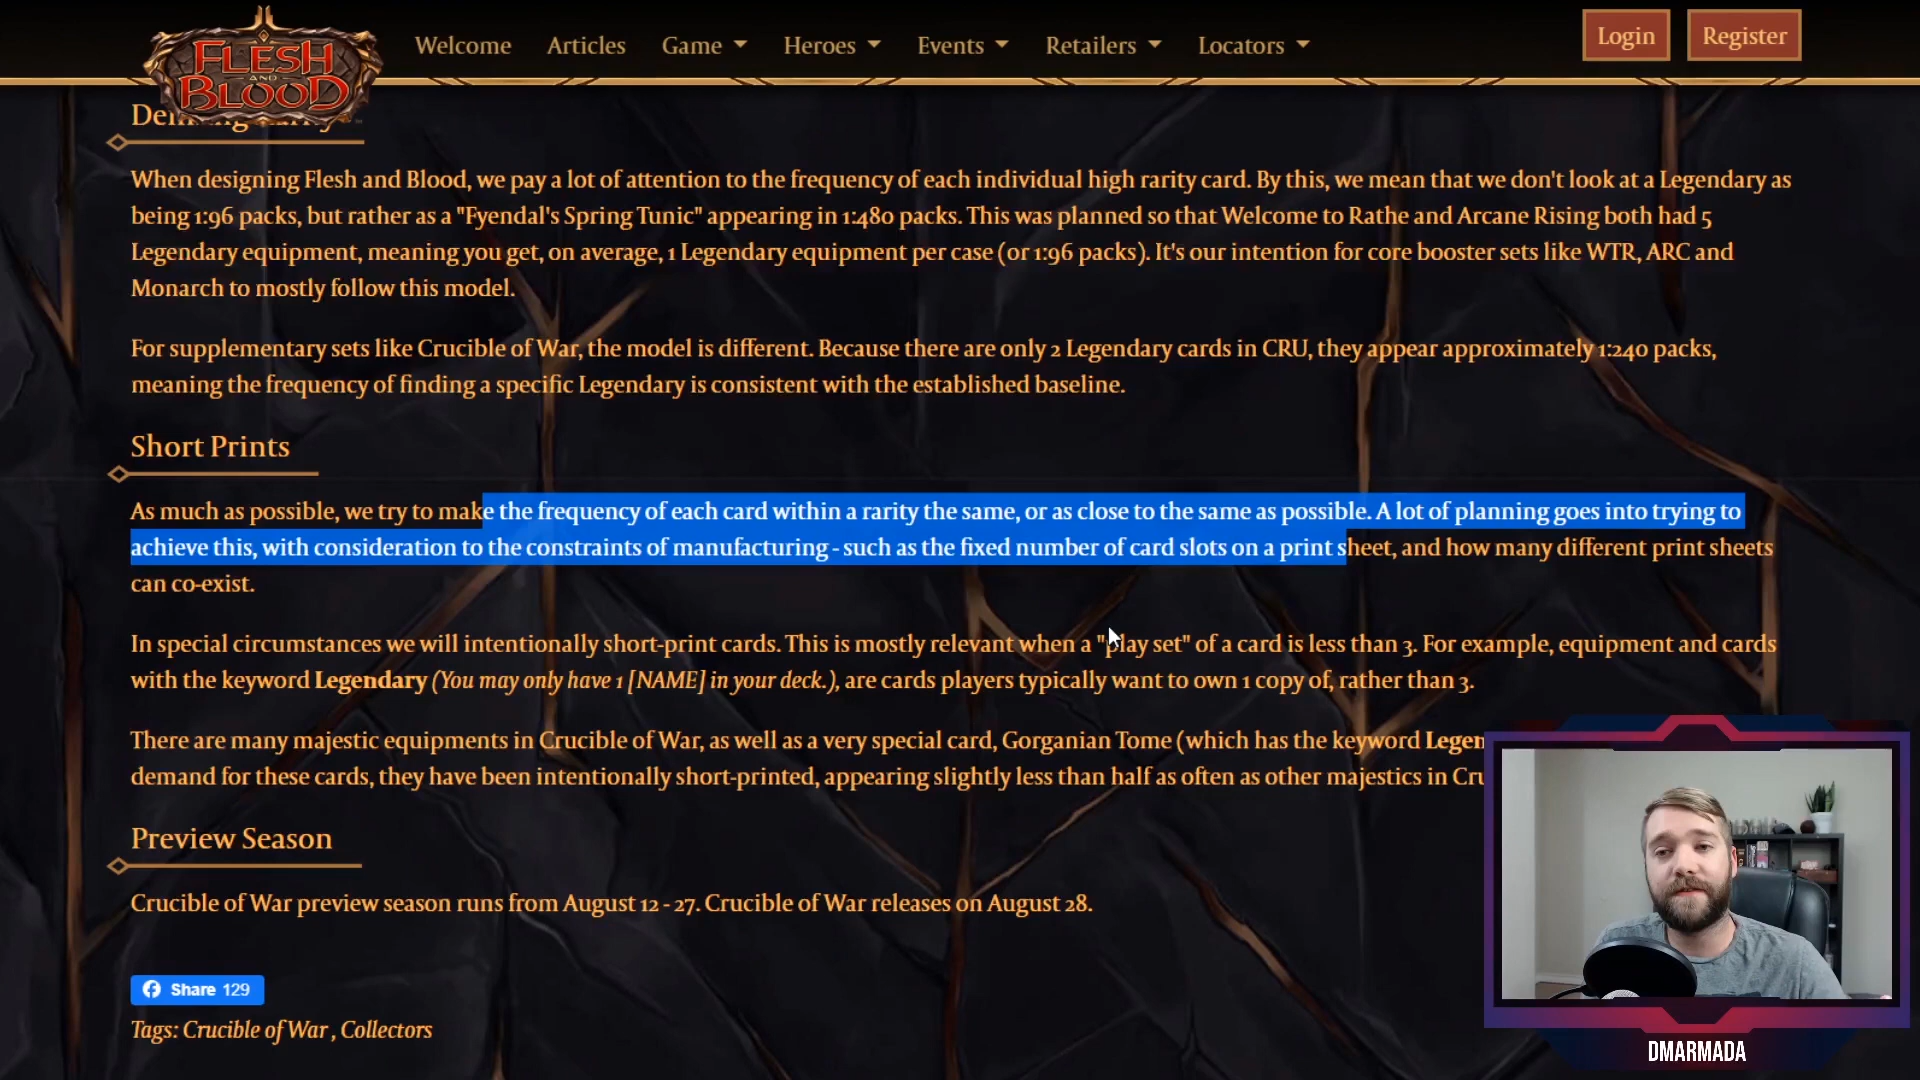 FLESH
AND
BLOOD
Welcome
Articles
Game
Heroes
Events
Retailers
Locators
Login
Register
When designing Flesh and Blood, we pay a lot of attention to the frequency of each individual high rarity card. By this, we mean that we don't look at a Legendary as
being 1:96 packs, but rather as a "Fyendal's Spring Tunic" appearing in 1:480 packs. This was planned so that Welcome to Rathe and Arcane Rising both had 5
Legendary equipment, meaning you get, on average, 1 Legendary equipment per case (or 1:96 packs). It's our intention for core booster sets like WTR, ARC and
Monarch to mostly follow this model.
For supplementary sets like Crucible of War, the model is different. Because there are only 2 Legendary cards in CRU, they appear approximately 1:240 packs,
meaning the frequency of finding a specific Legendary is consistent with the established baseline.
Short Prints
As much as possible, we try to make the frequency of each card within a rarity the same, or as close to the same as possible. A lot of planning goes into trying to
achieve this, with consideration to the constraints of manufacturing - such as the fixed number of card slots on a print sheet, and how many different print sheets
can co-exist.
In special circumstances we will intentionally short-print cards. This is mostly relevant when a "play set" of a card is less than 3. For example, equipment and cards
with the keyword Legendary (You may only have 1 [NAME] in your deck.), are cards players typically want to own 1 copy of, rather than 3.
There are many majestic equipments in Crucible of War, as well as a very special card, Gorganian Tome (which has the keyword Legen
demand for these cards, they have been intentionally short-printed, appearing slightly less than half as often as other majestics in Cru
Preview Season
Crucible of War preview season runs from August 12 - 27. Crucible of War releases on August 28.
Share 129
Tags: Crucible of War , Collectors
DMARMADA